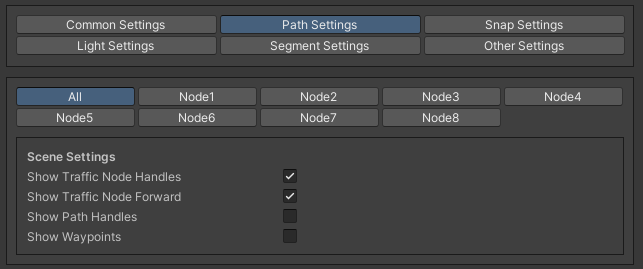 Common Settings Path Settings Snap Settings
Light Settings Segment Settings Other Settings
All Node1 Node2 Node3 Node4
Node5 Node6 Node7 Node8
Scene Settings
Show Traffic Node Handles
Show Traffic Node Forward
Show Path Handles
Show Waypoints